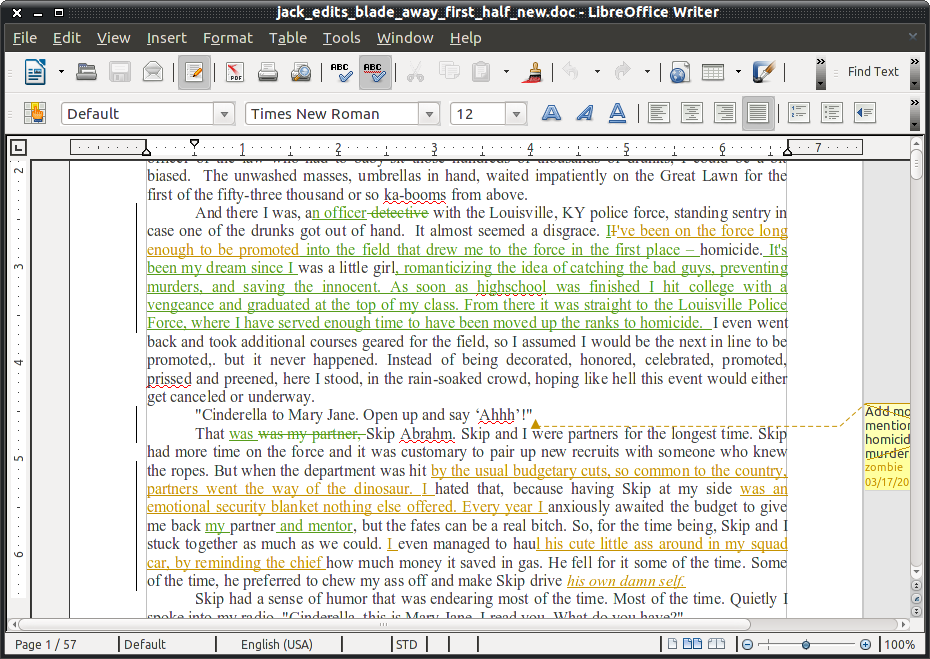 jack_edits_blade_away_first_half_new.doc - LibreOffice Writer
File Edit View Insert Format Table Tools Window Help
PDF ABC ABC Find Text
Default Times New Roman 12
1 2 3 4 5 6 7
2
3
4
5
6
biased. The unwashed masses, umbrellas in hand, waited impatiently on the Great Lawn for the
first of the fifty-three thousand or so ka-booms from above.
And there I was, an officer detective with the Louisville, KY police force, standing sentry in
case one of the drunks got out of hand. It almost seemed a disgrace. I've been on the force long
enough to be promoted into the field that drew me to the force in the first place – homicide. It's
been my dream since I was a little girl, romanticizing the idea of catching the bad guys, preventing
murders, and saving the innocent. As soon as highschool was finished I hit college with a
vengeance and graduated at the top of my class. From there it was straight to the Louisville Police
Force, where I have served enough time to have been moved up the ranks to homicide. I even went
back and took additional courses geared for the field, so I assumed I would be the next in line to be
promoted,. but it never happened. Instead of being decorated, honored, celebrated, promoted,
prissed and preened, here I stood, in the rain-soaked crowd, hoping like hell this event would either
get canceled or underway.
"Cinderella to Mary Jane. Open up and say ‘Ahhh’!"
That was was my partner, Skip Abrahm. Skip and I were partners for the longest time. Skip
had more time on the force and it was customary to pair up new recruits with someone who knew
the ropes. But when the department was hit by the usual budgetary cuts, so common to the country,
partners went the way of the dinosaur. I hated that, because having Skip at my side was an
emotional security blanket nothing else offered. Every year I anxiously awaited the budget to give
me back my partner and mentor, but the fates can be a real bitch. So, for the time being, Skip and I
stuck together as much as we could. I even managed to haul his cute little ass around in my squad
car, by reminding the chief how much money it saved in gas. He fell for it some of the time. Some
of the time, he preferred to chew my ass off and make Skip drive his own damn self.
Skip had a sense of humor that was endearing most of the time. Most of the time. Quietly I
spoke into my radio. "Cinderella, this is Mary Jane. I read you. What do you have?"
Add mo
mention
homicid
murder
zombie
03/17/20
Page 1 / 57 Default English (USA) STD 100%